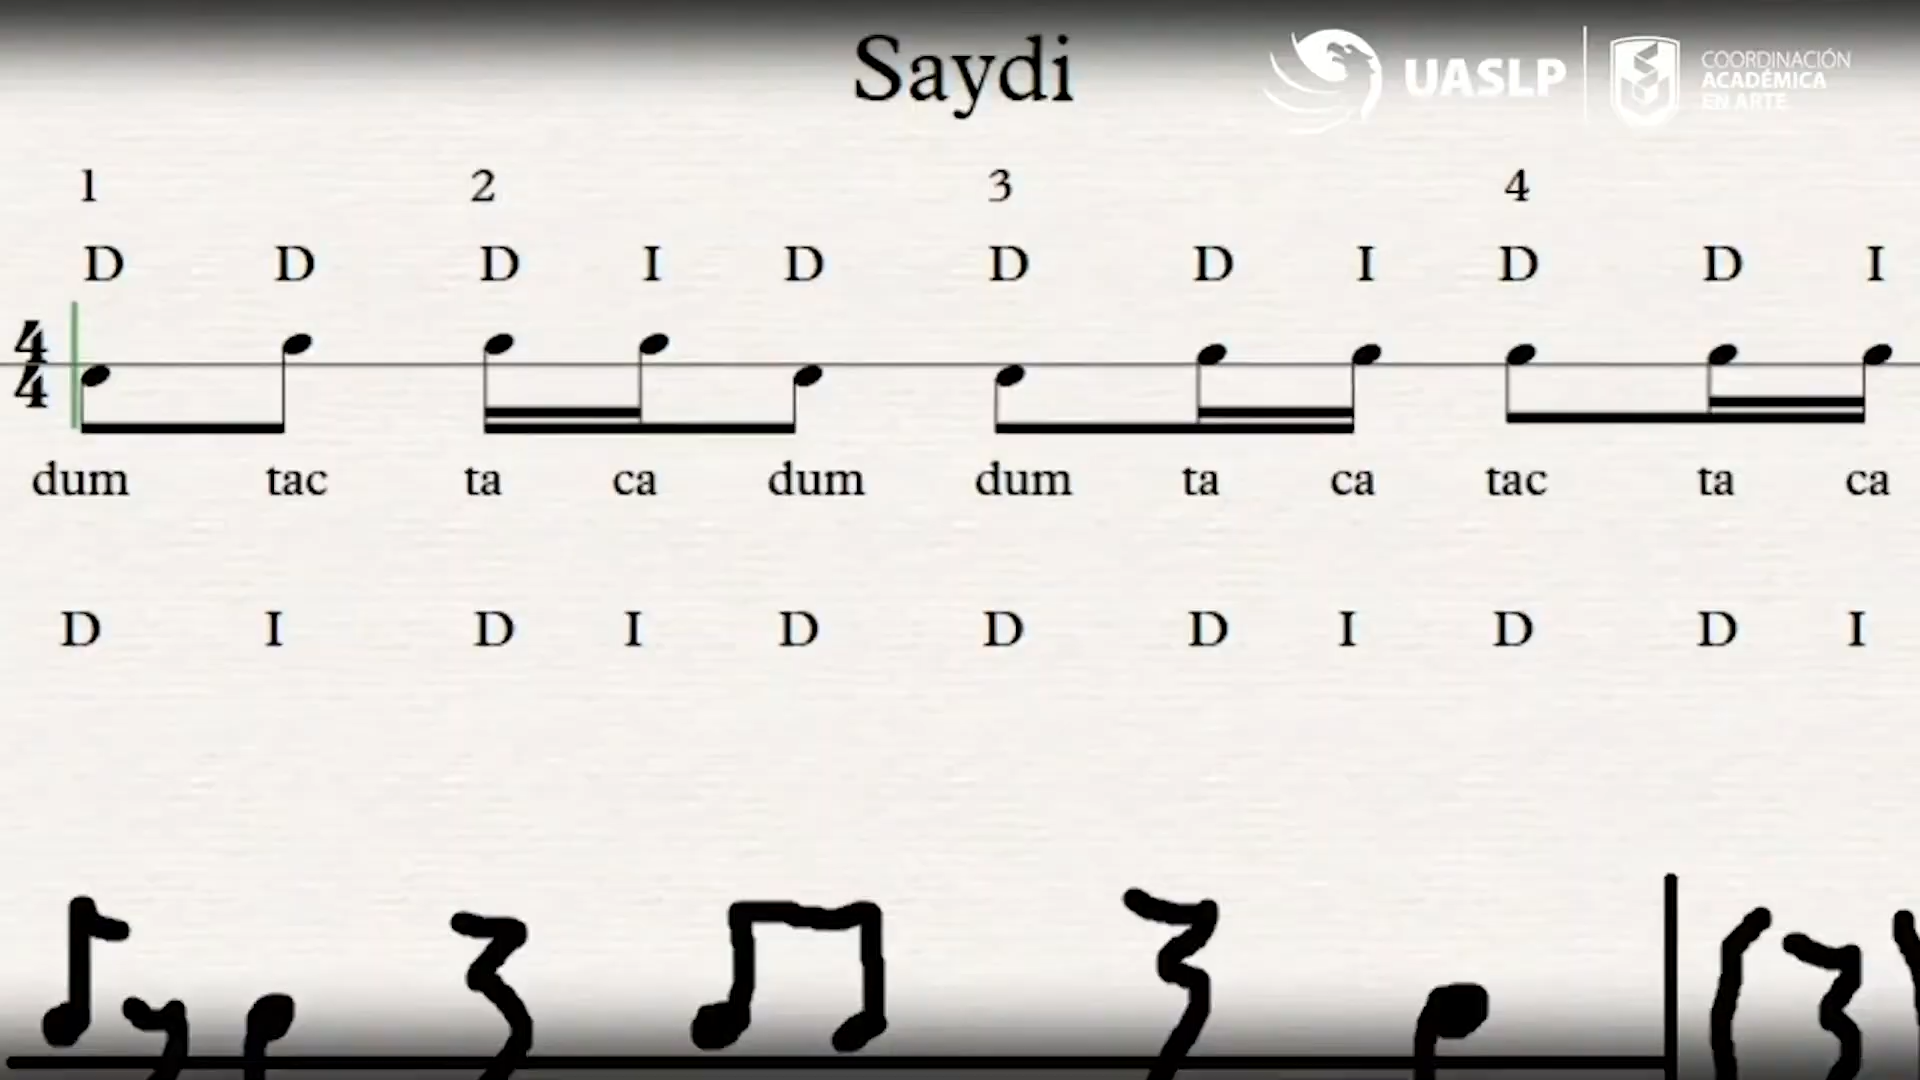 Saydi
UASLP
COORDINACIÓN
ACADÉMICA
EN ARTE
1 2 3 4
D D D I D D D I D D I
4
4
dum tac ta ca dum dum ta ca tac ta ca
D I D I D D D I D D I